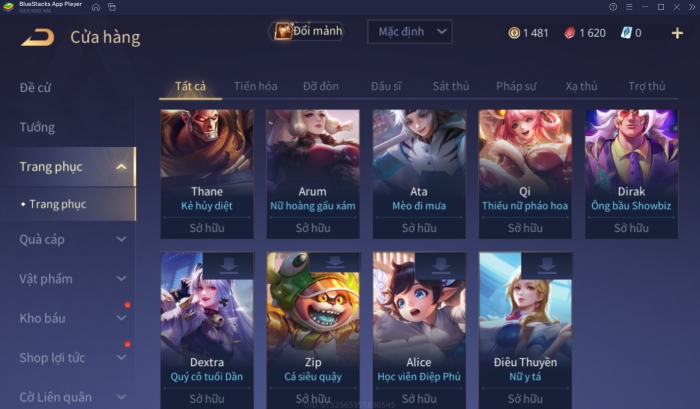 BlueStacks App Player
Cửa hàng
Đổi mảnh
Mặc định
1 481
1 620
0
Đề cử
Tướng
Trang phục
Trang phục
Quà cáp
Vật phẩm
Kho báu
Shop lợi tức
Cờ Liên quân
Tất cả
Tiến hóa
Đỡ đòn
Đấu sĩ
Sát thủ
Pháp sư
Xạ thủ
Trợ thủ
Thane
Kẻ hủy diệt
Sở hữu
Arum
Nữ hoàng gấu xám
Sở hữu
Ata
Mèo đi mưa
Sở hữu
Qi
Thiếu nữ pháo hoa
Sở hữu
Dirak
Ông bầu Showbiz
Sở hữu
Dextra
Quý cô tuổi Dần
Sở hữu
Zip
Cá siêu quậy
Sở hữu
Alice
Học viên Điệp Phủ
Sở hữu
Điêu Thuyền
Nữ y tá
Sở hữu